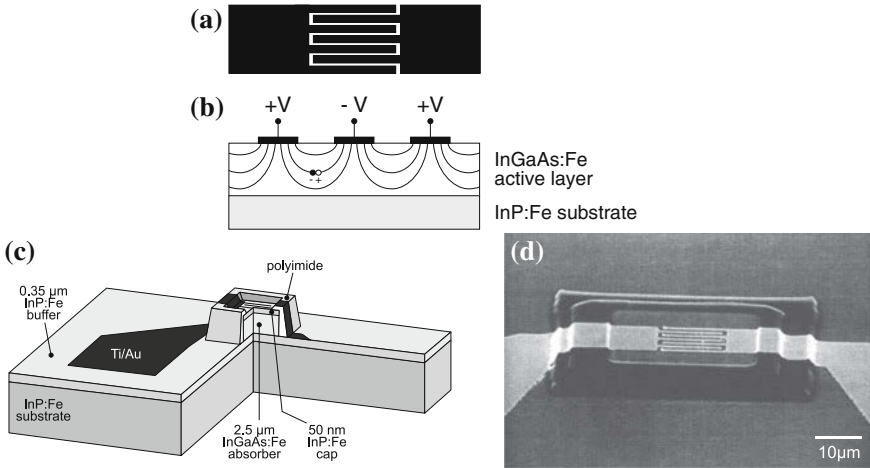 (a)
(b)
+V
- V
+V
- +
InGaAs:Fe
active layer
InP:Fe substrate
(c)
polyimide
0.35 µm
InP:Fe
buffer
Ti/Au
InP:Fe
substrate
2.5 µm
InGaAs:Fe
absorber
50 nm
InP:Fe
cap
(d)
10µm